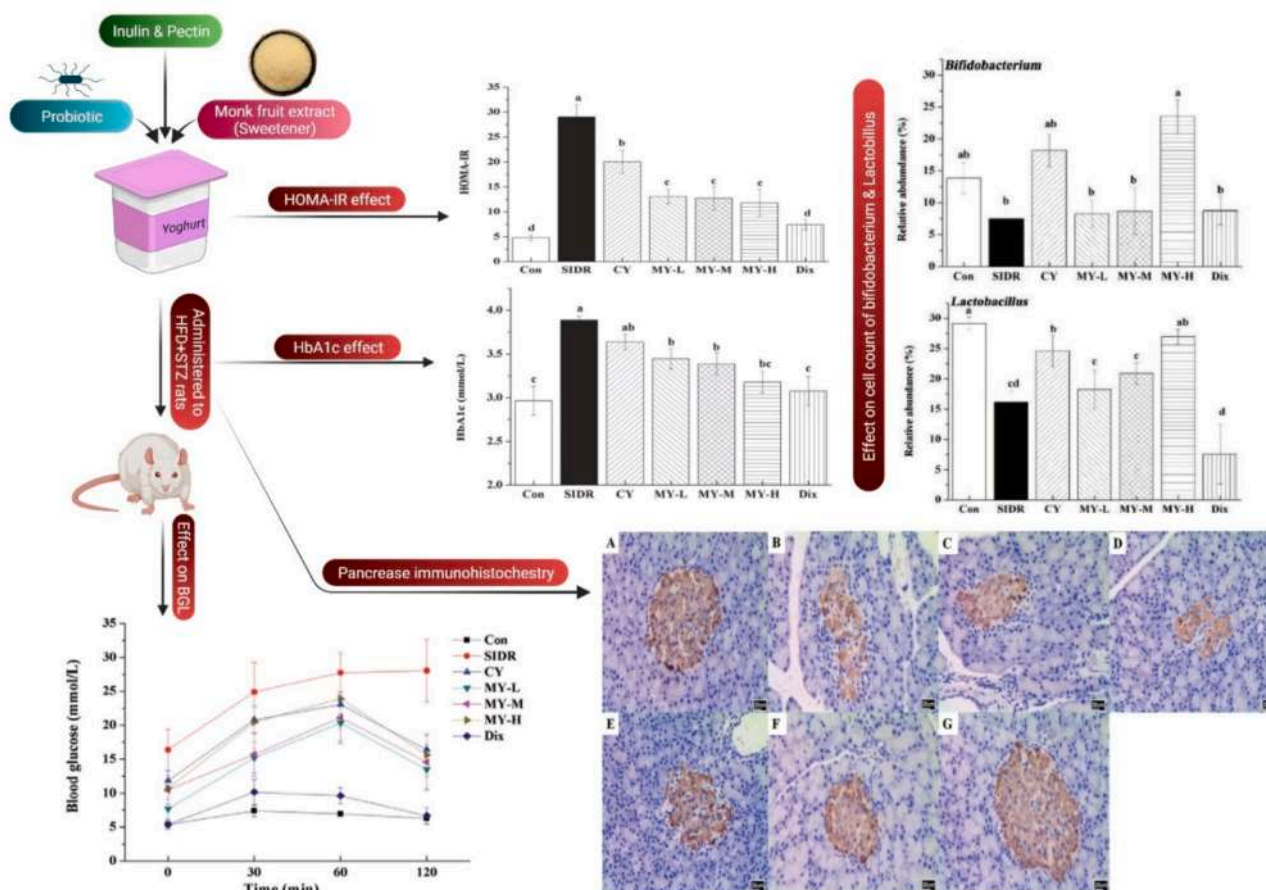 Inulin & Pectin
Probiotic
Monk fruit extract
(Sweetener)
Yoghurt
HOMA-IR effect
Administered to
HFD+STZ rats
HbA1c effect
Effect on BGL
Pancrease immunohistochestry
HOMA-IR
35
30
25
20
15
10
5
0
d
a
b
c
c
c
d
Con SIDR CY MY-L MY-M MY-H Dix
HbA1c (mmol/L)
4.0
3.5
3.0
2.0
c
a
ab
b
b
bc
c
Con SIDR CY MY-L MY-M MY-H Dix
Effect on cell count of bifidobacterium & Lactobillus
Bifidobacterium
Relative abdundance (%)
30
25
20
15
10
5
0
ab
b
ab
b
b
a
b
Con SIDR CY MY-L MY-M MY-H Dix
Lactobacillus
Relative abundance (%)
30
25
20
15
10
5
0
a
cd
b
c
c
ab
d
Con SIDR CY MY-L MY-M MY-H Dix
Blood glucose (mmol/L)
35
30
25
20
15
10
5
0
0 30 60 120
Time (min)
Con
SIDR
CY
MY-L
MY-M
MY-H
Dix
A B C D
E F G